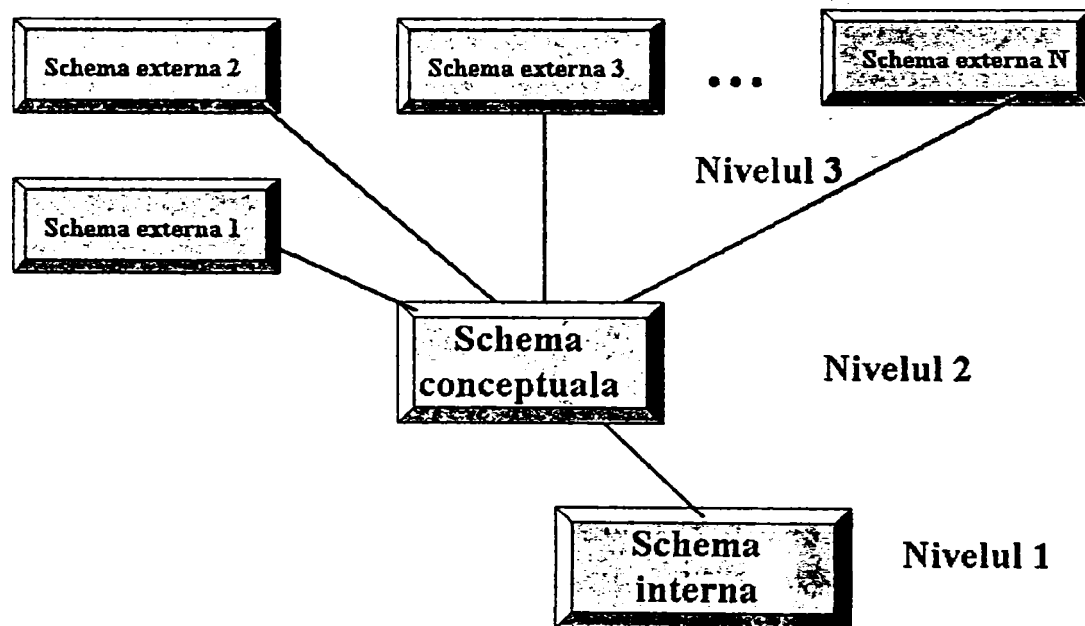 Schema externa 2
Schema externa 3
...
Schema externa N
Nivelul 3
Schema externa 1
Schema
conceptuala
Nivelul 2
Schema
interna
Nivelul 1